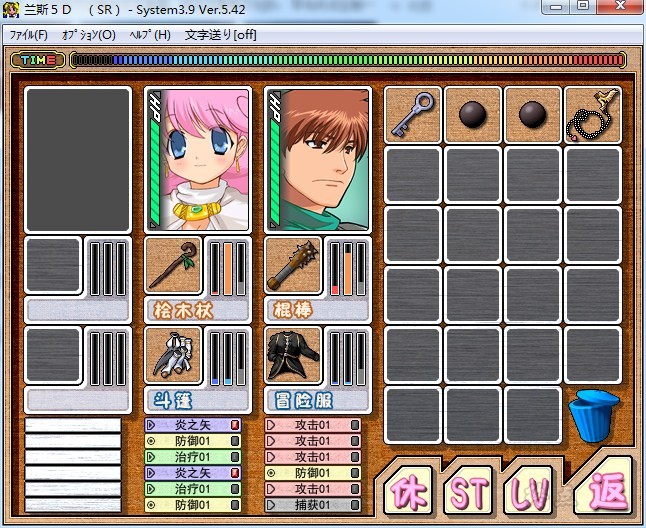 兰斯５Ｄ （ＳＲ） - System3.9 Ver.5.42
ﾌｧｲﾙ(F) ｵﾌﾟｼｮﾝ(O) ﾍﾙﾌﾟ(H) 文字送り[off]
TIME
HP
HP
桧木杖
棍棒
斗篷
冒险服
炎之矢
防御01
治疗01
炎之矢
治疗01
防御01
攻击01
攻击01
攻击01
防御01
攻击01
捕获01
休 ST LV 返